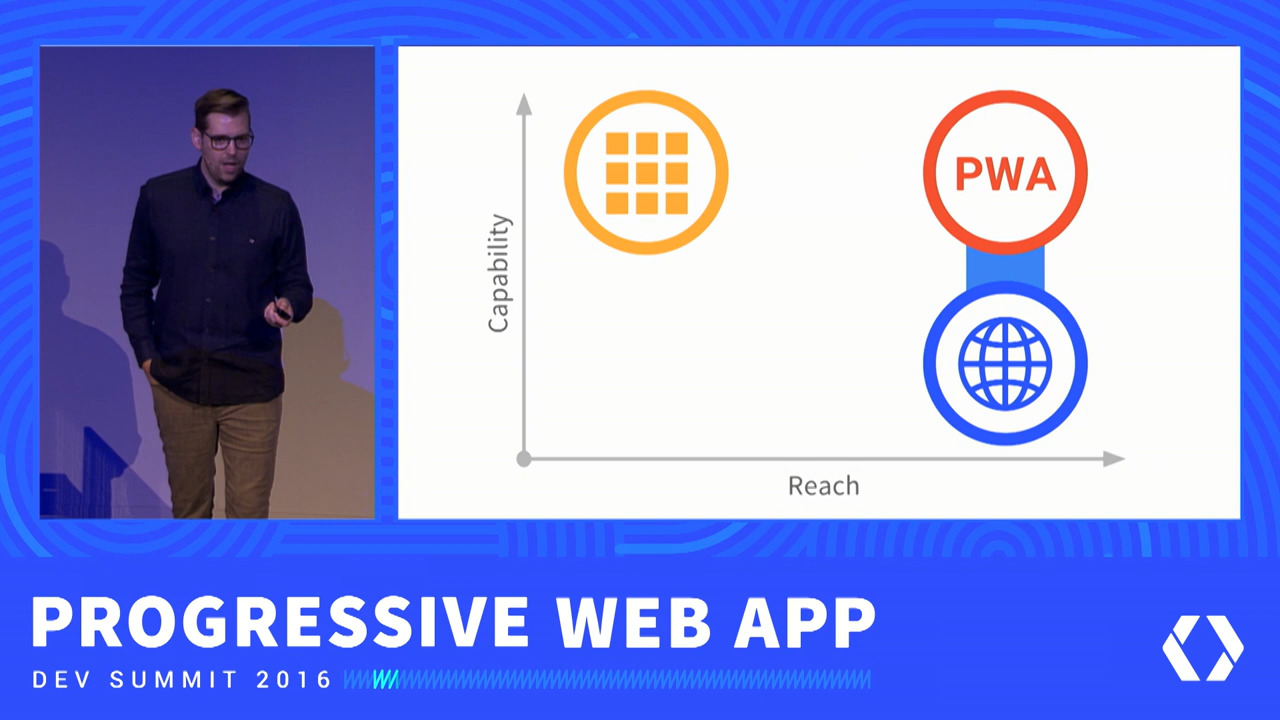 Capability
PWA
Reach
PROGRESSIVE WEB APP
DEV SUMMIT 2016